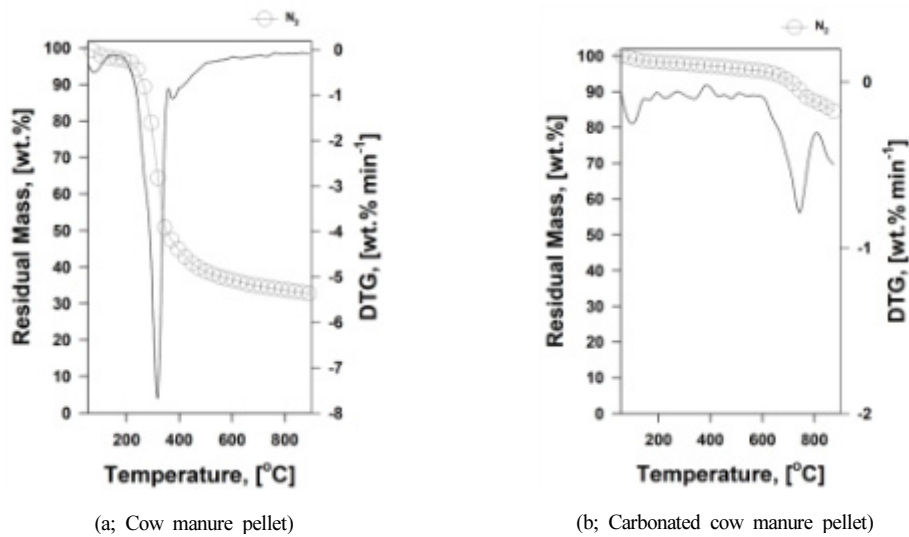 N2
N2
100
90
80
70
60
50
40
30
20
10
0
Residual Mass, [wt.%]
0
-1
-2
-3
-4
-5
-6
-7
-8
DTG, [wt.% min-1]
200 400 600 800
Temperature, [oC]
100
90
80
70
60
50
40
30
20
10
0
Residual Mass, [wt.%]
0
-1
-2
DTG, [wt.% min-1]
200 400 600 800
Temperature, [oC]
(a; Cow manure pellet)
(b; Carbonated cow manure pellet)